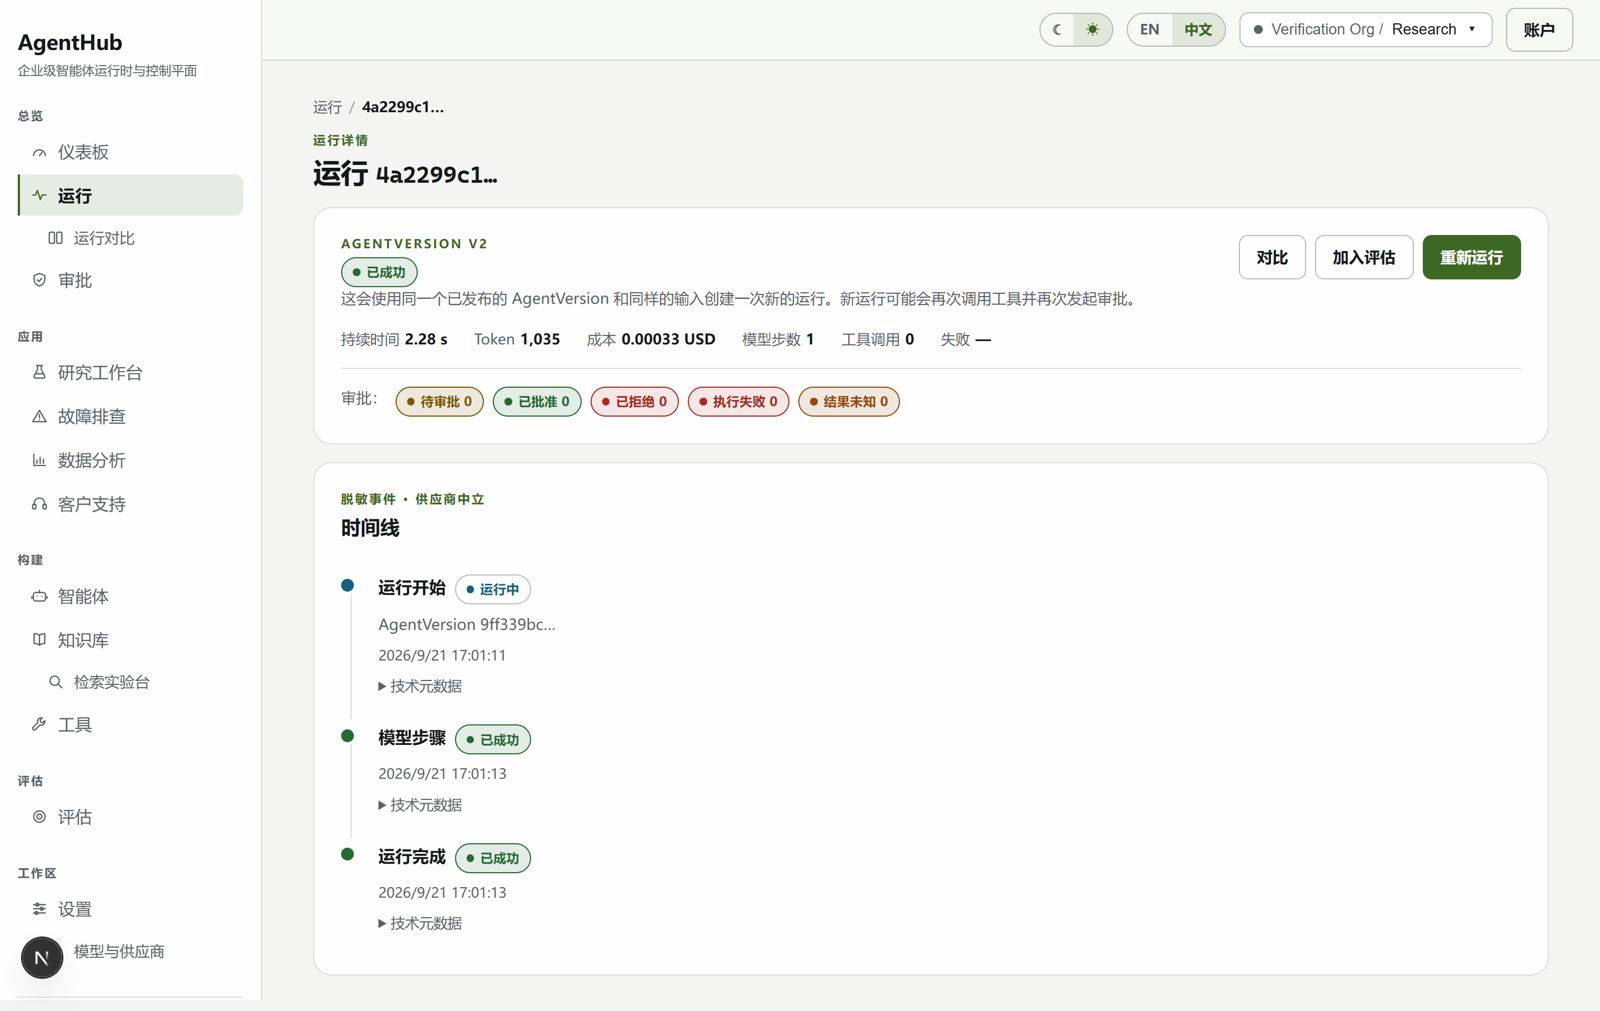 AgentHub
企业级智能体运行时与控制平面
总览
仪表板
运行
运行对比
审批
应用
研究工作台
故障排查
数据分析
客户支持
构建
智能体
知识库
检索实验台
工具
评估
评估
工作区
设置
N
模型与供应商
EN 中文
Verification Org / Research
账户
运行 / 4a2299c1...
运行详情
运行 4a2299c1…
AGENTVERSION V2
已成功
对比
加入评估
重新运行
这会使用同一个已发布的 AgentVersion 和同样的输入创建一次新的运行。新运行可能会再次调用工具并再次发起审批。
持续时间 2.28 s Token 1,035 成本 0.00033 USD 模型步数 1 工具调用 0 失败 —
审批： 待审批 0 已批准 0 已拒绝 0 执行失败 0 结果未知 0
脱敏事件 • 供应商中立
时间线
运行开始 运行中
AgentVersion 9ff339bc...
2026/9/21 17:01:11
技术元数据
模型步骤 已成功
2026/9/21 17:01:13
技术元数据
运行完成 已成功
2026/9/21 17:01:13
技术元数据